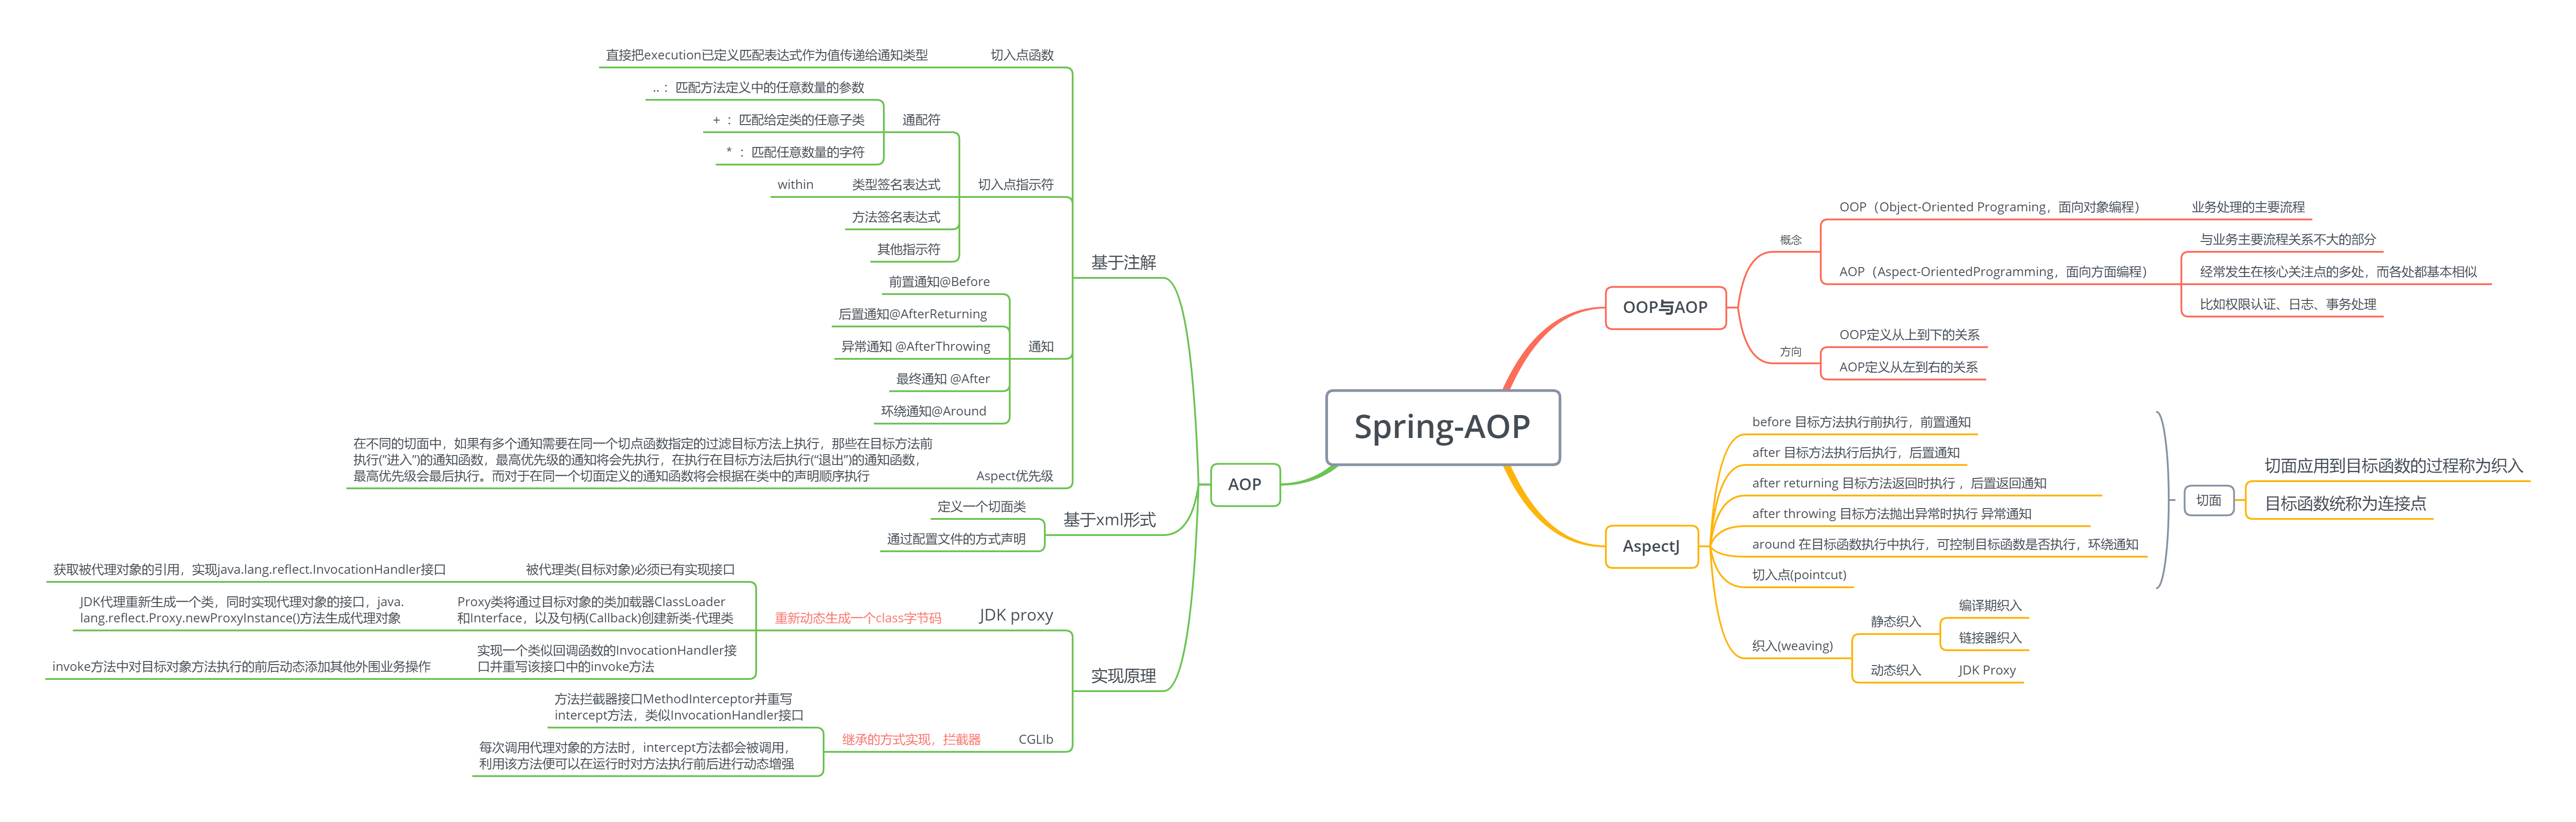 Spring-AOP
OOP与AOP
概念
OOP（Object-Oriented Programing，面向对象编程）
业务处理的主要流程
AOP（Aspect-OrientedProgramming，面向方面编程）
与业务主要流程关系不大的部分
经常发生在核心关注点的多处，而各处都基本相似
比如权限认证、日志、事务处理
方向
OOP定义从上到下的关系
AOP定义从左到右的关系
AspectJ
before 目标方法执行前执行，前置通知
after 目标方法执行后执行，后置通知
after returning 目标方法返回时执行 ，后置返回通知
after throwing 目标方法抛出异常时执行 异常通知
around 在目标函数执行中执行，可控制目标函数是否执行，环绕通知
切入点(pointcut)
织入(weaving)
静态织入
编译期织入
链接器织入
动态织入
JDK Proxy
切面
切面应用到目标函数的过程称为织入
目标函数统称为连接点
AOP
基于注解
切入点函数
直接把execution已定义匹配表达式作为值传递给通知类型
切入点指示符
通配符
.. ：匹配方法定义中的任意数量的参数
+ ：匹配给定类的任意子类
* ：匹配任意数量的字符
类型签名表达式
within
方法签名表达式
其他指示符
通知
前置通知@Before
后置通知@AfterReturning
异常通知 @AfterThrowing
最终通知 @After
环绕通知@Around
Aspect优先级
在不同的切面中，如果有多个通知需要在同一个切点函数指定的过滤目标方法上执行，那些在目标方法前
执行(”进入”)的通知函数，最高优先级的通知将会先执行，在执行在目标方法后执行(“退出”)的通知函数，
最高优先级会最后执行。而对于在同一个切面定义的通知函数将会根据在类中的声明顺序执行
基于xml形式
定义一个切面类
通过配置文件的方式声明
实现原理
JDK proxy
重新动态生成一个class字节码
被代理类(目标对象)必须已有实现接口
获取被代理对象的引用，实现java.lang.reflect.InvocationHandler接口
Proxy类将通过目标对象的类加载器ClassLoader
和Interface，以及句柄(Callback)创建新类-代理类
JDK代理重新生成一个类，同时实现代理对象的接口，java.
lang.reflect.Proxy.newProxyInstance()方法生成代理对象
实现一个类似回调函数的InvocationHandler接
口并重写该接口中的invoke方法
invoke方法中对目标对象方法执行的前后动态添加其他外围业务操作
CGLIb
继承的方式实现，拦截器
方法拦截器接口MethodInterceptor并重写
intercept方法，类似InvocationHandler接口
每次调用代理对象的方法时，intercept方法都会被调用，
利用该方法便可以在运行时对方法执行前后进行动态增强